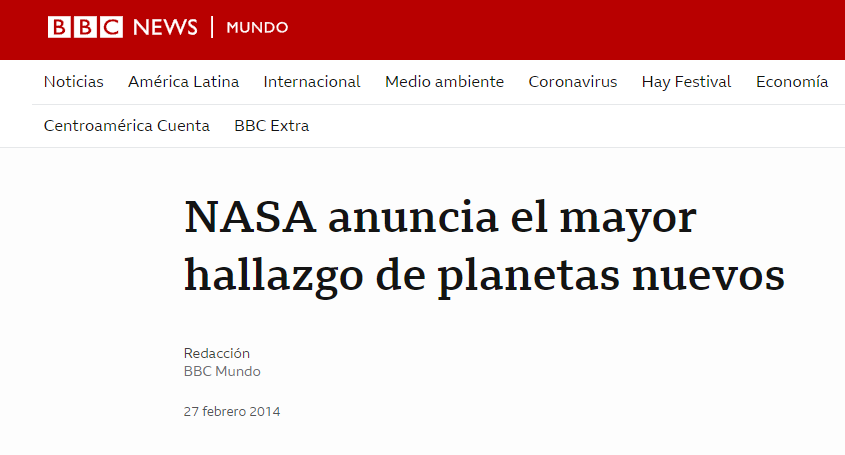 BBC NEWS | MUNDO
Noticias América Latina Internacional Medio ambiente Coronavirus Hay Festival Economía
Centroamérica Cuenta BBC Extra
NASA anuncia el mayor
hallazgo de planetas nuevos
Redacción
BBC Mundo
27 febrero 2014